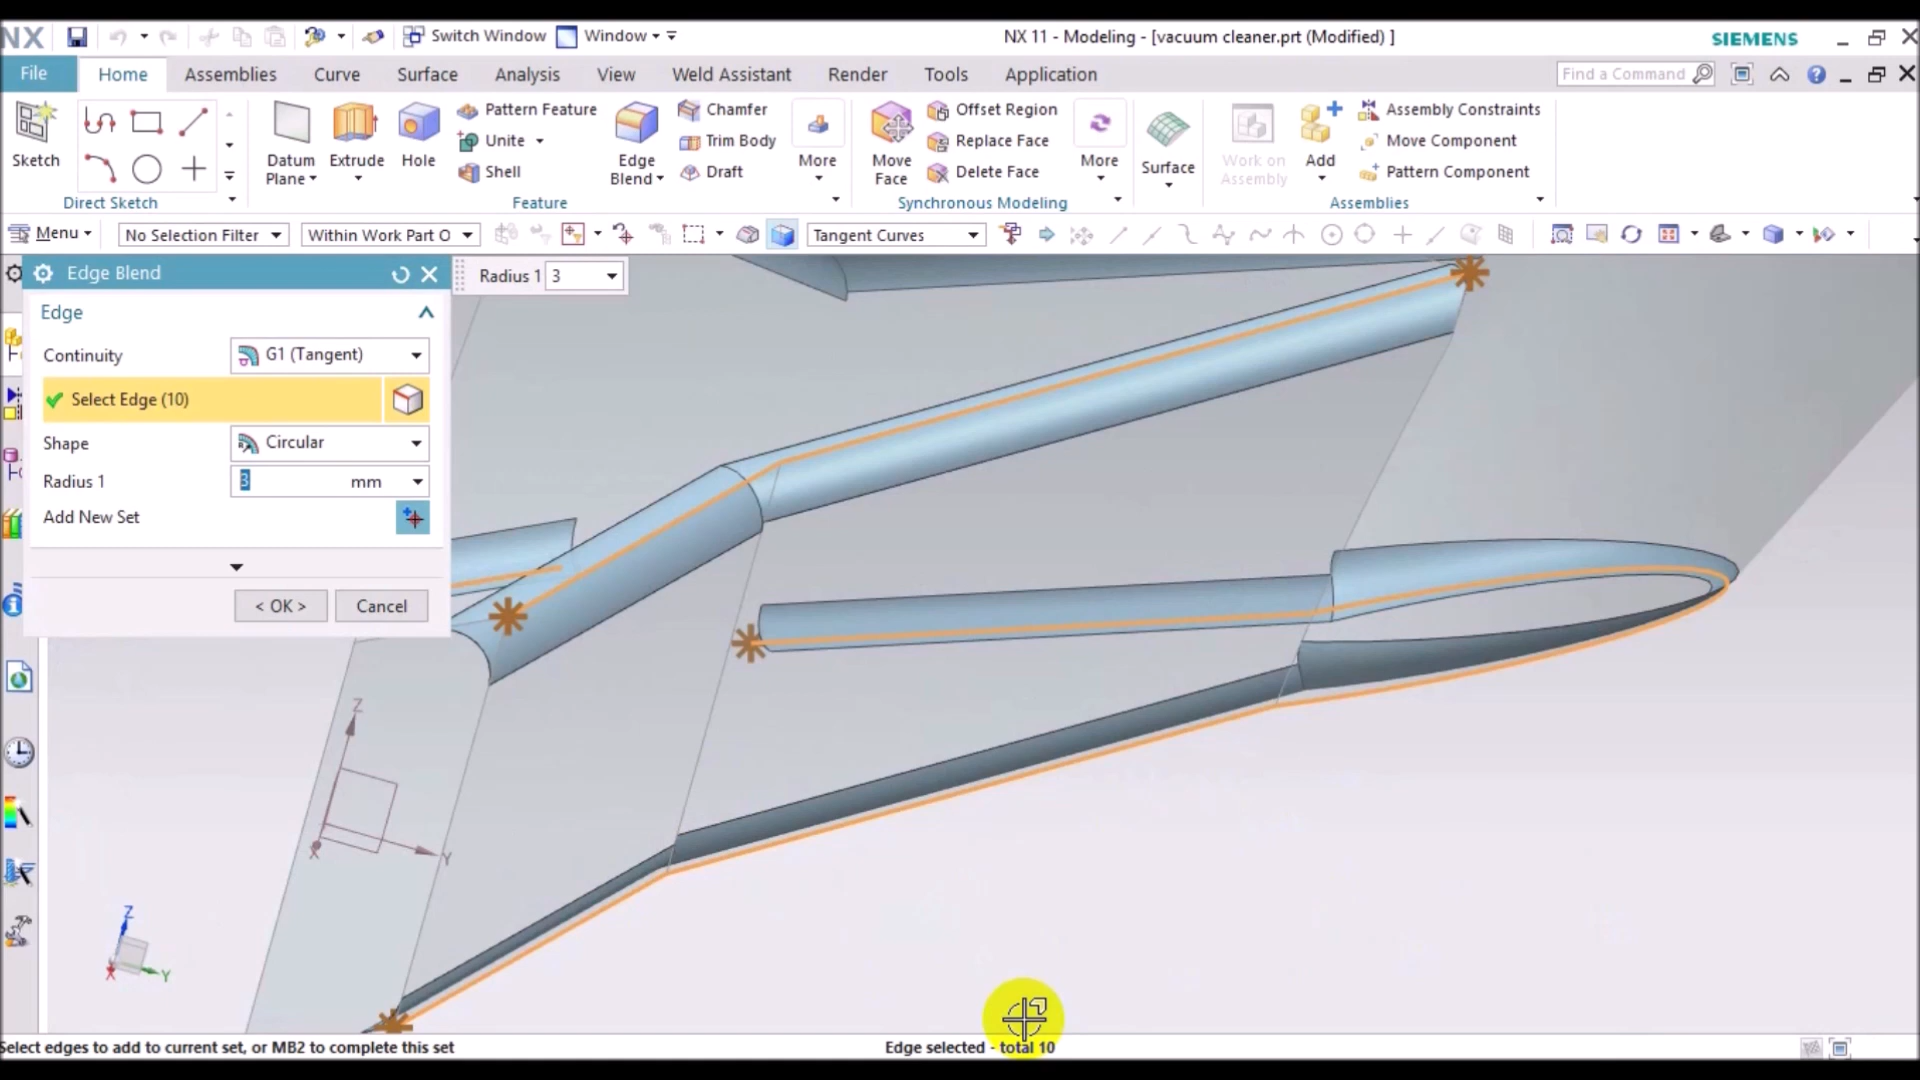 NX
Switch Window
Window
NX 11 - Modeling - [vacuum cleaner.prt (Modified) ]
SIEMENS
File
Home
Assemblies
Curve
Surface
Analysis
View
Weld Assistant
Render
Tools
Application
Find a Command
Sketch
Datum
Plane
Extrude
Hole
Pattern Feature
Unite
Shell
Edge
Blend
Chamfer
Trim Body
Draft
More
Move
Face
Offset Region
Replace Face
Delete Face
More
Surface
Work on
Assembly
Add
Assembly Constraints
Move Component
Pattern Component
Direct Sketch
Feature
Synchronous Modeling
Assemblies
Menu
No Selection Filter
Within Work Part O
Tangent Curves
Edge Blend
Radius 1 3
Edge
Continuity
G1 (Tangent)
Select Edge (10)
Shape
Circular
Radius 1
3
mm
Add New Set
< OK >
Cancel
Z
X
Y
Z
X
Y
Select edges to add to current set, or MB2 to complete this set
Edge selected - total 10